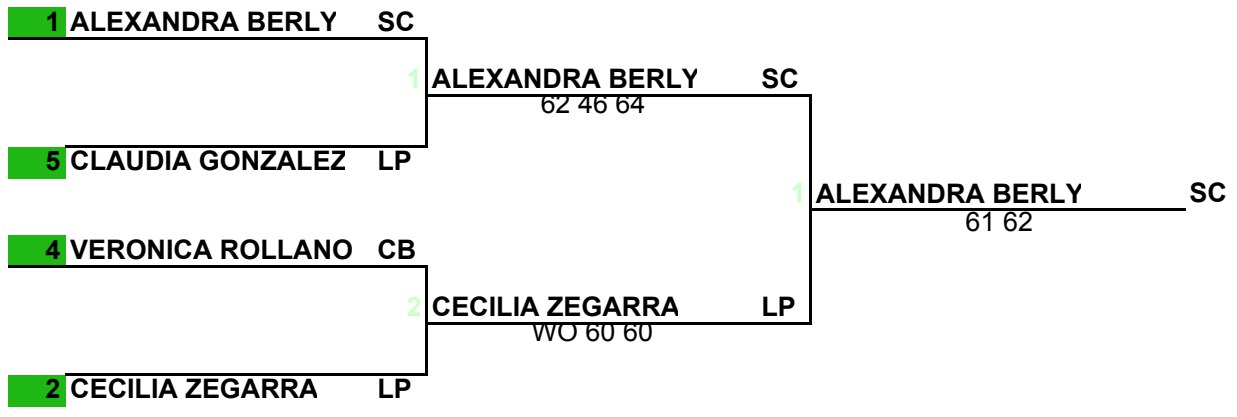 1 ALEXANDRA BERLY SC
1 ALEXANDRA BERLY SC
62 46 64
5 CLAUDIA GONZALEZ LP
1 ALEXANDRA BERLY SC
61 62
4 VERONICA ROLLANO CB
2 CECILIA ZEGARRA LP
WO 60 60
2 CECILIA ZEGARRA LP